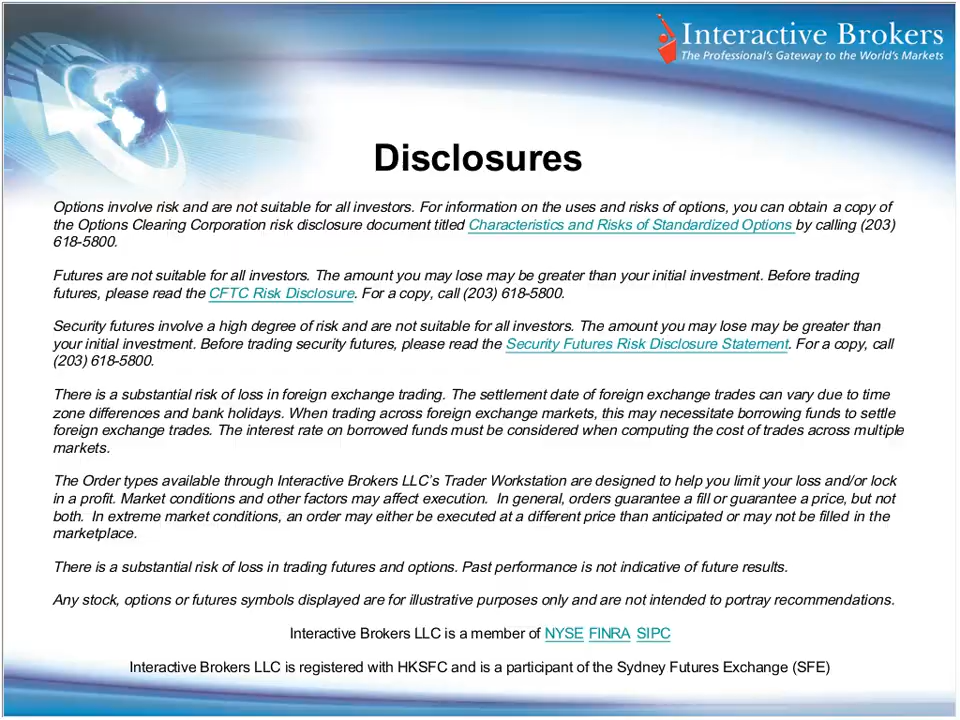 Interactive Brokers
The Professional's Gateway to the World's Markets
Disclosures
Options involve risk and are not suitable for all investors. For information on the uses and risks of options, you can obtain a copy of
the Options Clearing Corporation risk disclosure document titled Characteristics and Risks of Standardized Options by calling (203)
618-5800.
Futures are not suitable for all investors. The amount you may lose may be greater than your initial investment. Before trading
futures, please read the CFTC Risk Disclosure. For a copy, call (203) 618-5800.
Security futures involve a high degree of risk and are not suitable for all investors. The amount you may lose may be greater than
your initial investment. Before trading security futures, please read the Security Futures Risk Disclosure Statement. For a copy, call
(203) 618-5800.
There is a substantial risk of loss in foreign exchange trading. The settlement date of foreign exchange trades can vary due to time
zone differences and bank holidays. When trading across foreign exchange markets, this may necessitate borrowing funds to settle
foreign exchange trades. The interest rate on borrowed funds must be considered when computing the cost of trades across multiple
markets.
The Order types available through Interactive Brokers LLC's Trader Workstation are designed to help you limit your loss and/or lock
in a profit. Market conditions and other factors may affect execution.  In general, orders guarantee a fill or guarantee a price, but not
both.  In extreme market conditions, an order may either be executed at a different price than anticipated or may not be filled in the
marketplace.
There is a substantial risk of loss in trading futures and options. Past performance is not indicative of future results.
Any stock, options or futures symbols displayed are for illustrative purposes only and are not intended to portray recommendations.
Interactive Brokers LLC is a member of NYSE FINRA SIPC
Interactive Brokers LLC is registered with HKSFC and is a participant of the Sydney Futures Exchange (SFE)